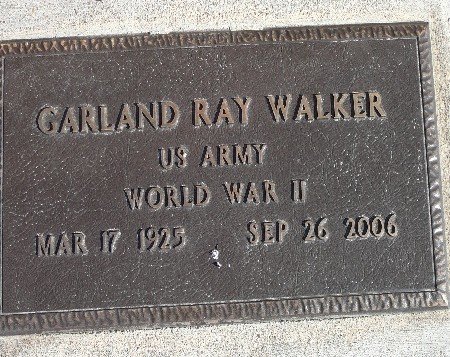 GARLAND RAY WALKER
US ARMY
WORLD WAR II
MAR 17 1925 SEP 26 2006